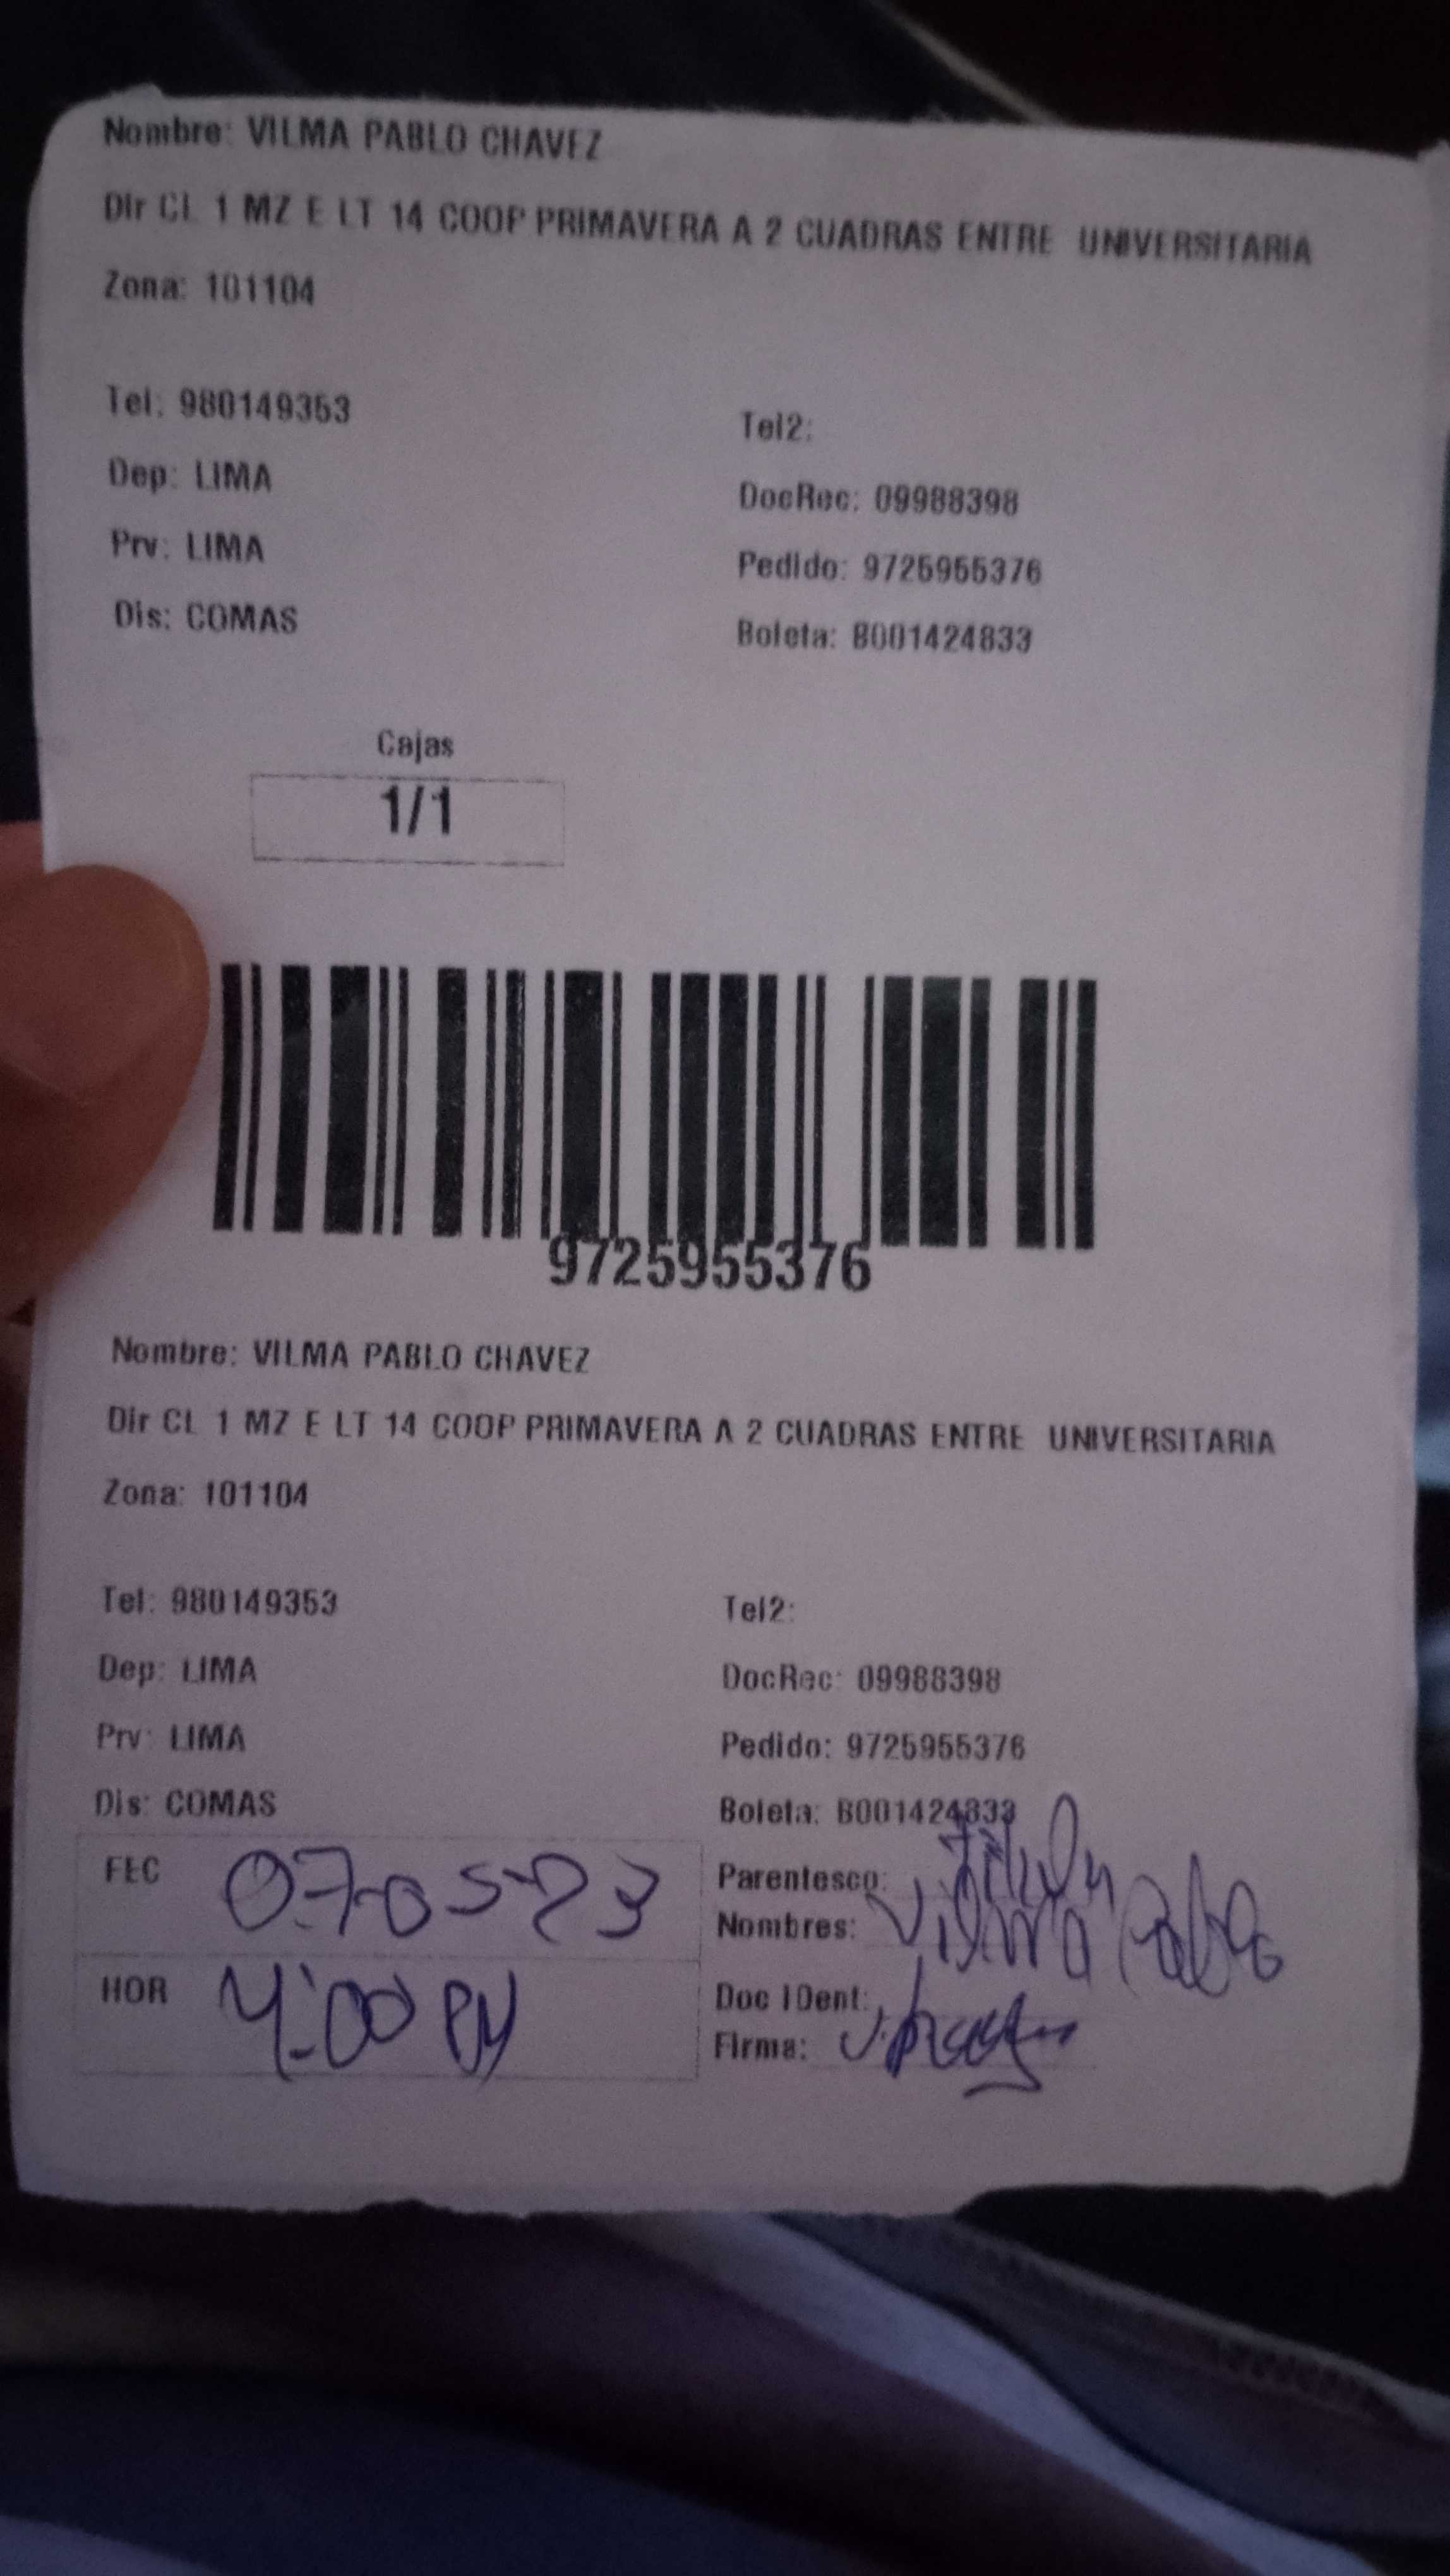 Nombre: VILMA PABLO CHAVEZ
Dir CL 1 MZ E LT 14 COOP PRIMAVERA A 2 CUADRAS ENTRE UNIVERSITARIA
Zona: 101104
Tel: 980149353
Tel2:
Dep: LIMA
DocRec: 09988398
Prv: LIMA
Pedido: 9725955376
Dis: COMAS
Boleta: B001424833
Cajas
1/1
9725955376
Nombre: VILMA PABLO CHAVEZ
Dir CL 1 MZ E LT 14 COOP PRIMAVERA A 2 CUADRAS ENTRE UNIVERSITARIA
Zona: 101104
Tel: 980149353
Tel2:
Dep: LIMA
DocRec: 09988398
Prv: LIMA
Pedido: 9725955376
Dis: COMAS
Boleta: B001424833
FEC 07-05-23
Parentesco: Titular
Nombres: Vilma Pablo
HOR 4:00 PM
Doc IDent:
Firma: